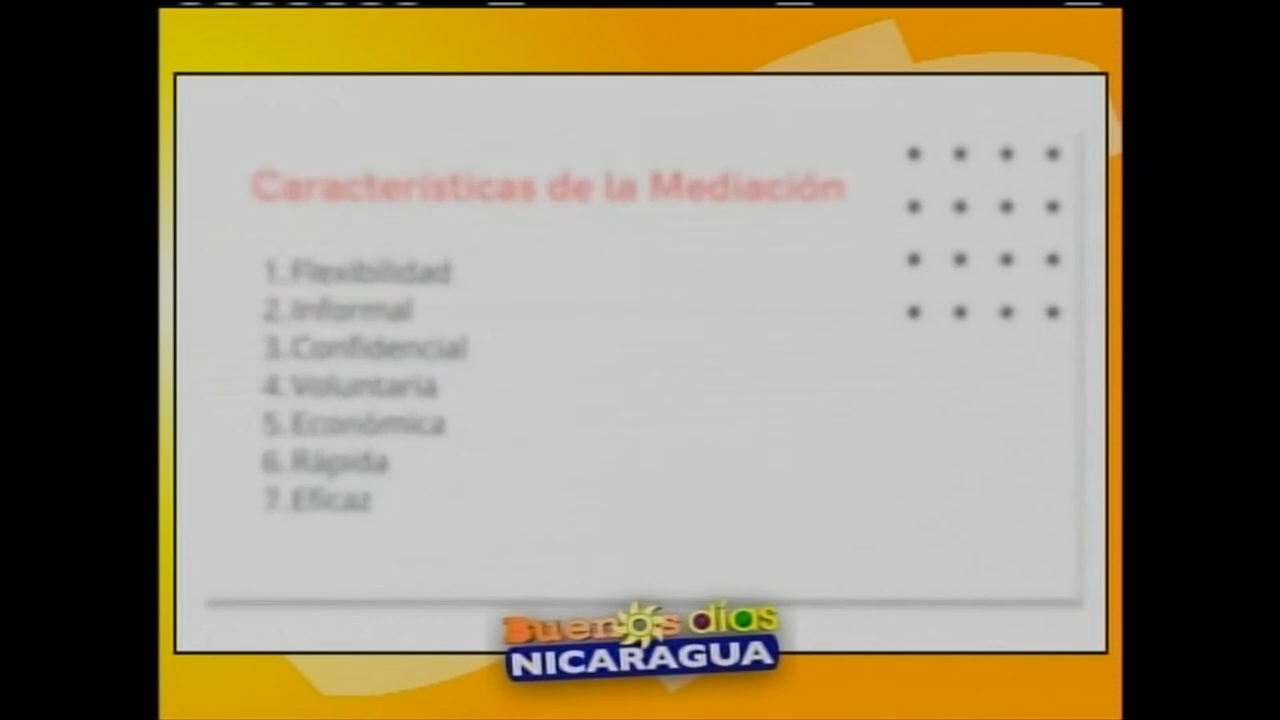 Características de la Mediación
1. Flexibilidad
2. Informal
3. Confidencial
4. Voluntaria
5. Económica
6. Rápida
7. Eficaz
Buenos días
NICARAGUA